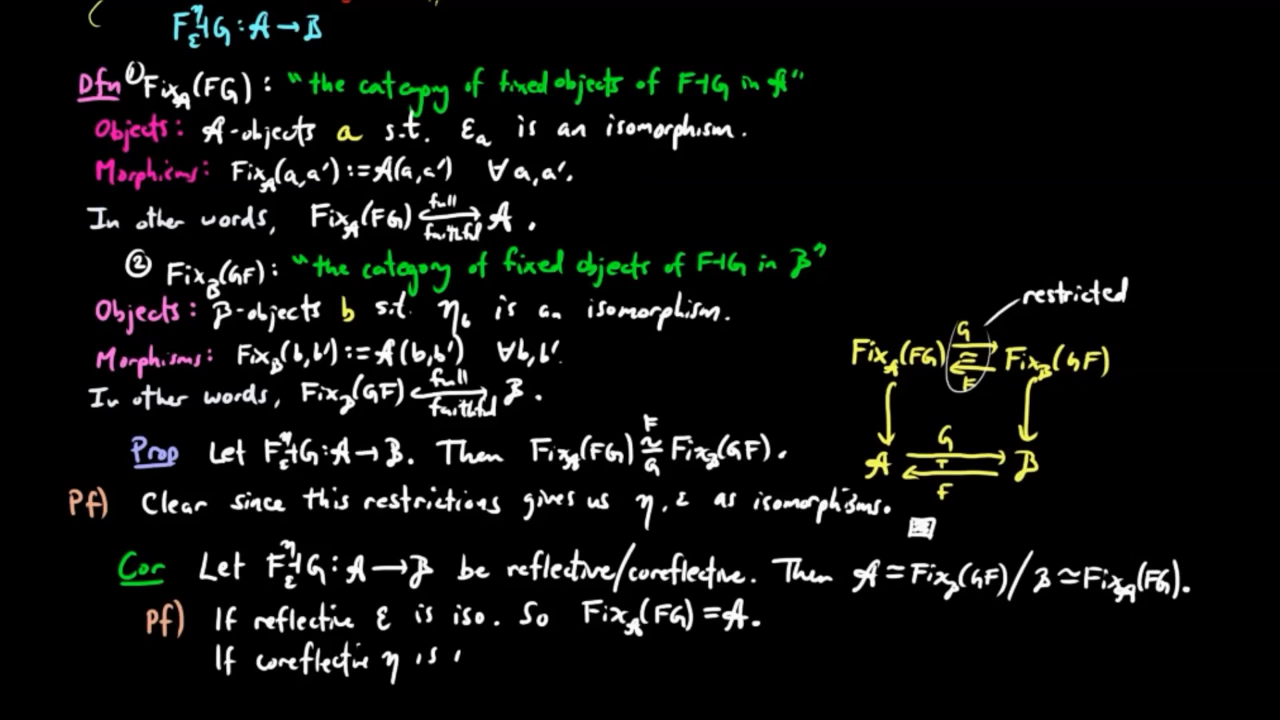 F ⊣ G : A → B
η
ε
Dfn ① Fix_A(FG) : "the category of fixed objects of F⊣G in A"
Objects: A-objects a s.t. ε_a is an isomorphism.
Morphisms: Fix_A(a,a') := A(a,a') ∀a,a'.
In other words, Fix_A(FG) full faithful A.
② Fix_B(GF) : "the category of fixed objects of F⊣G in B"
Objects: B-objects b s.t. η_b is an isomorphism.
Morphisms: Fix_B(b,b') := A(b,b') ∀b,b'.
In other words, Fix_B(GF) full faithful B.
restricted
Fix_A(FG) G ≅ F Fix_B(GF)
A G ⊤ F B
Prop Let F η⊣ε G : A → B. Then Fix_A(FG) F ≃ G Fix_B(GF).
Pf) Clear since this restrictions gives us η, ε as isomorphisms.
Cor Let F η⊣ε G : A → B be reflective/coreflective. Then A ≃ Fix_B(GF) / B ≃ Fix_A(FG).
Pf) If reflective ε is iso. So Fix_A(FG) = A.
If coreflective η is